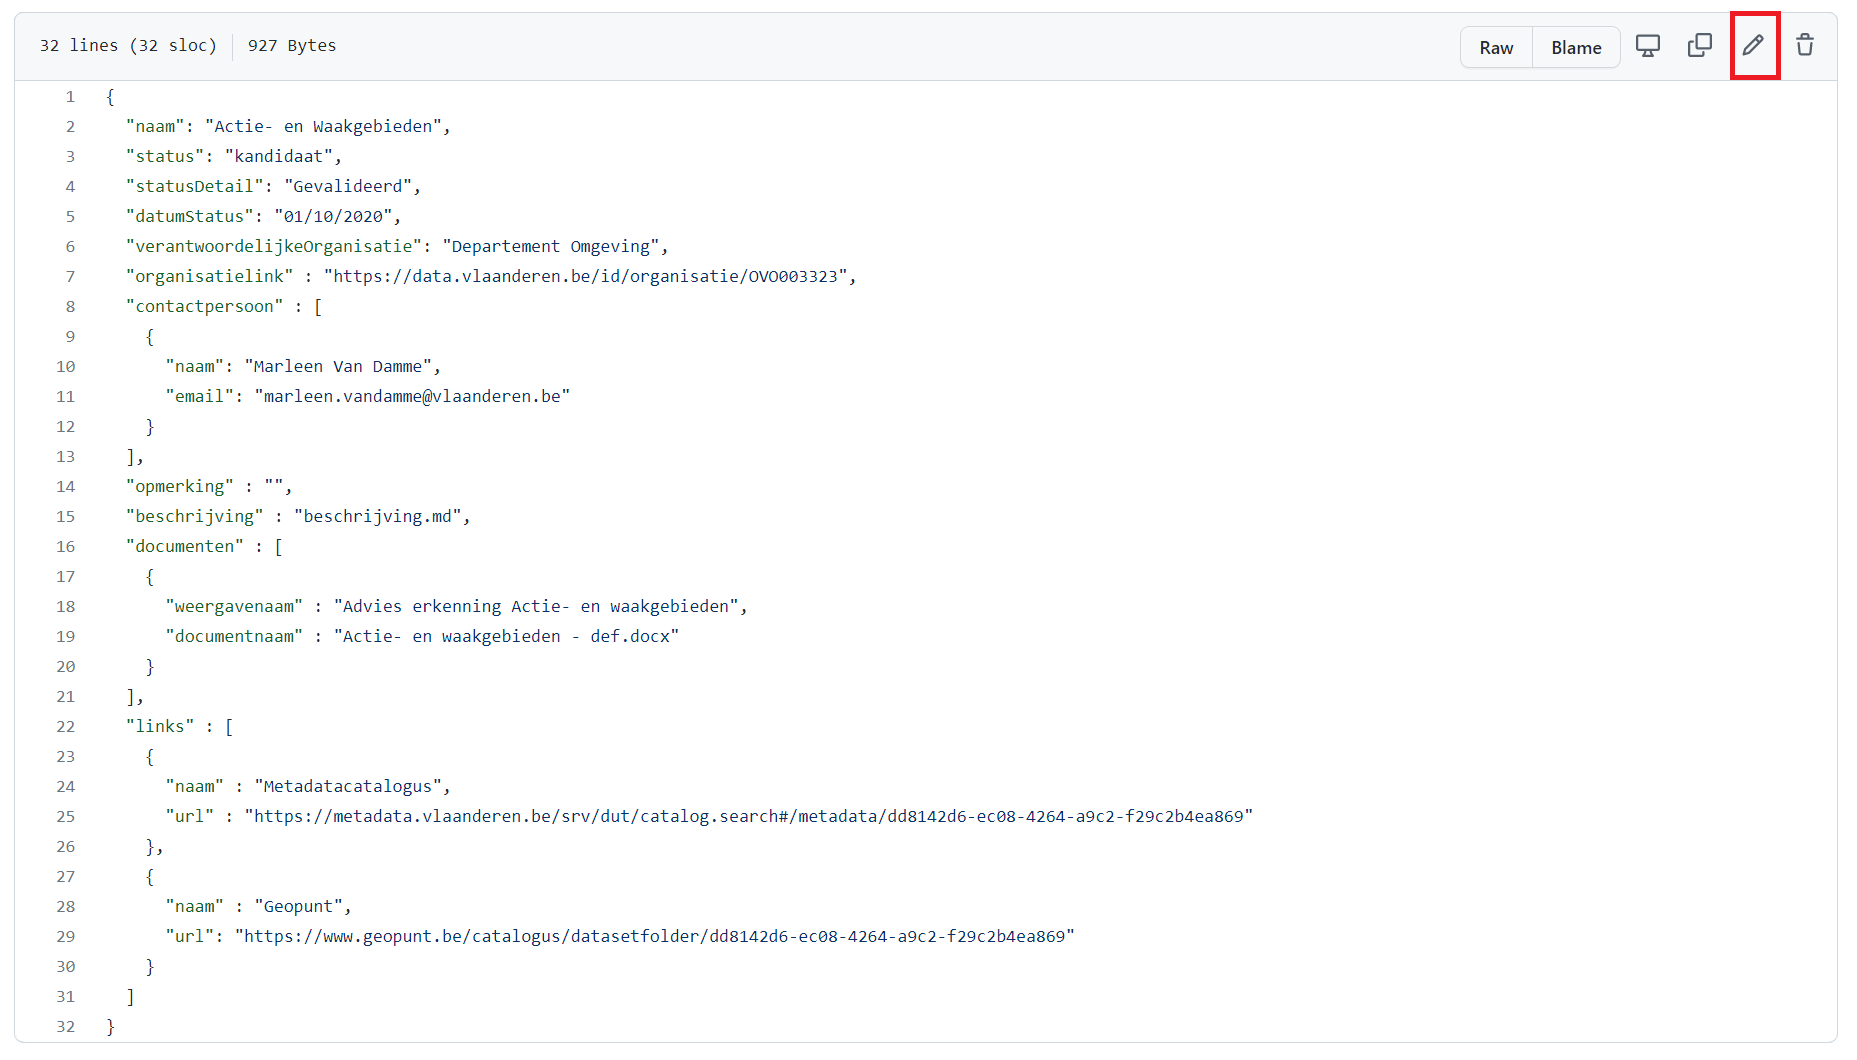 32 lines (32 sloc) 927 Bytes Raw Blame
1 {
2 "naam": "Actie- en Waakgebieden",
3 "status": "kandidaat",
4 "statusDetail": "Gevalideerd",
5 "datumStatus": "01/10/2020",
6 "verantwoordelijkeOrganisatie": "Departement Omgeving",
7 "organisatielink" : "https://data.vlaanderen.be/id/organisatie/OVO003323",
8 "contactpersoon" : [
9 {
10 "naam": "Marleen Van Damme",
11 "email": "marleen.vandamme@vlaanderen.be"
12 }
13 ],
14 "opmerking" : "",
15 "beschrijving" : "beschrijving.md",
16 "documenten" : [
17 {
18 "weergavenaam" : "Advies erkenning Actie- en waakgebieden",
19 "documentnaam" : "Actie- en waakgebieden - def.docx"
20 }
21 ],
22 "links" : [
23 {
24 "naam" : "Metadatacatalogus",
25 "url" : "https://metadata.vlaanderen.be/srv/dut/catalog.search#/metadata/dd8142d6-ec08-4264-a9c2-f29c2b4ea869"
26 },
27 {
28 "naam" : "Geopunt",
29 "url": "https://www.geopunt.be/catalogus/datasetfolder/dd8142d6-ec08-4264-a9c2-f29c2b4ea869"
30 }
31 ]
32 }